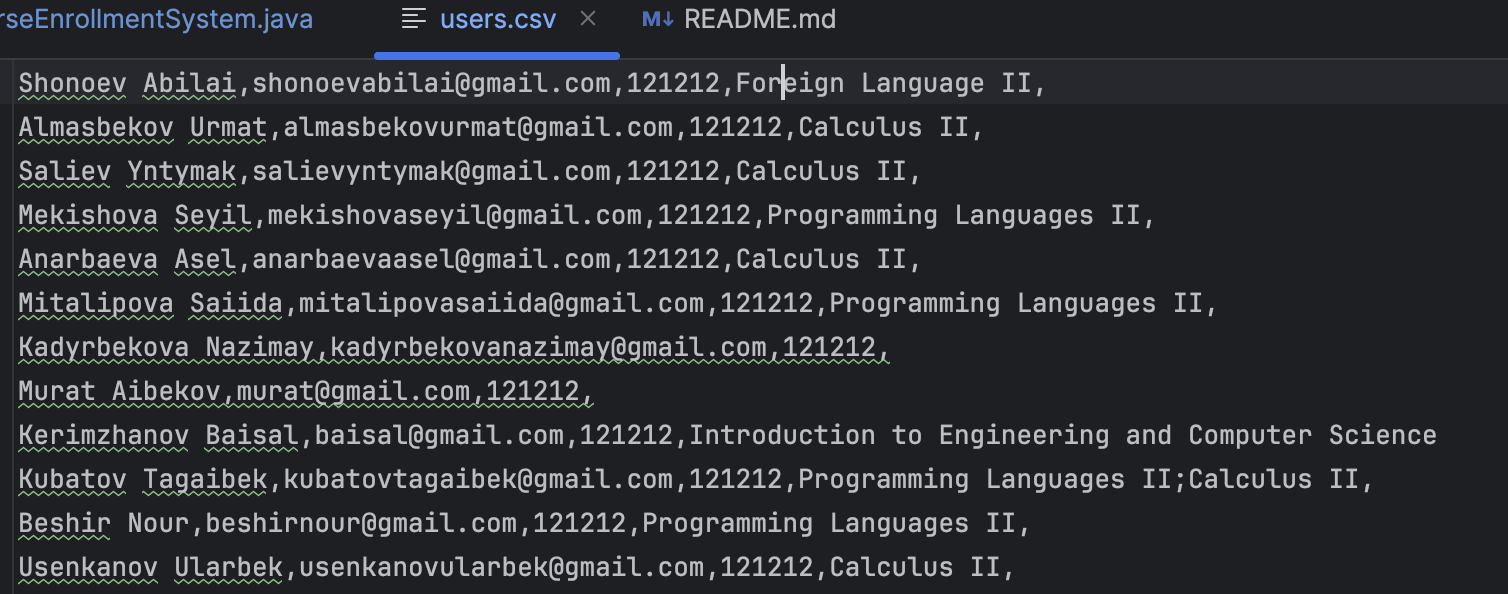 rseEnrollmentSystem.java users.csv README.md
Shonoev Abilai,shonoevabilai@gmail.com,121212,Foreign Language II,
Almasbekov Urmat,almasbekovurmat@gmail.com,121212,Calculus II,
Saliev Yntymak,salievyntymak@gmail.com,121212,Calculus II,
Mekishova Seyil,mekishovaseyil@gmail.com,121212,Programming Languages II,
Anarbaeva Asel,anarbaevaasel@gmail.com,121212,Calculus II,
Mitalipova Saiida,mitalipovasaiida@gmail.com,121212,Programming Languages II,
Kadyrbekova Nazimay,kadyrbekovanazimay@gmail.com,121212,
Murat Aibekov,murat@gmail.com,121212,
Kerimzhanov Baisal,baisal@gmail.com,121212,Introduction to Engineering and Computer Science
Kubatov Tagaibek,kubatovtagaibek@gmail.com,121212,Programming Languages II;Calculus II,
Beshir Nour,beshirnour@gmail.com,121212,Programming Languages II,
Usenkanov Ularbek,usenkanovularbek@gmail.com,121212,Calculus II,